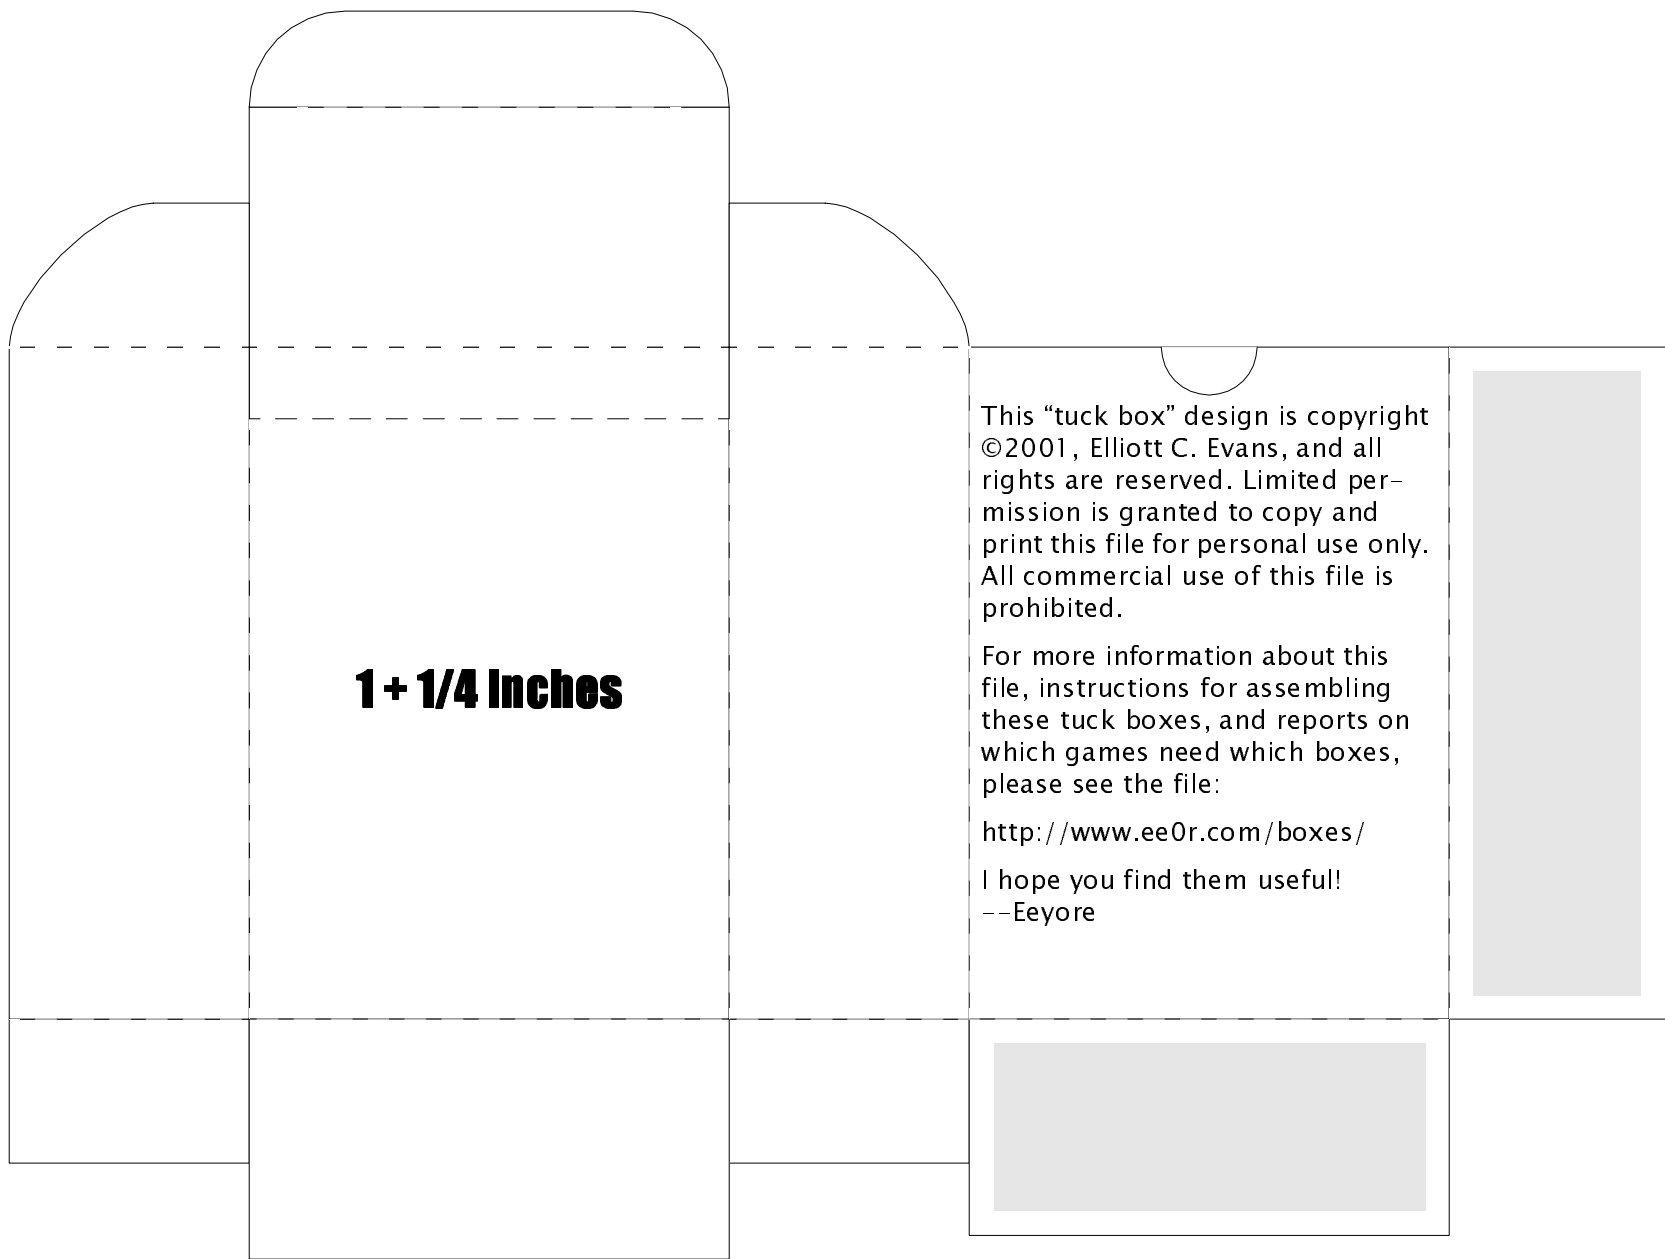 1 + 1/4 Inches
This “tuck box” design is copyright
©2001, Elliott C. Evans, and all
rights are reserved. Limited per-
mission is granted to copy and
print this file for personal use only.
All commercial use of this file is
prohibited.
For more information about this
file, instructions for assembling
these tuck boxes, and reports on
which games need which boxes,
please see the file:
http://www.ee0r.com/boxes/
I hope you find them useful!
--Eeyore